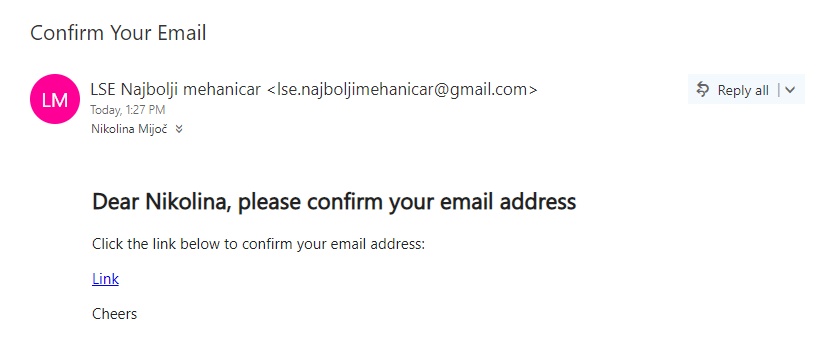 Confirm Your Email
LM
LSE Najbolji mehanicar <lse.najboljimehanicar@gmail.com>
Reply all
Today, 1:27 PM
Nikolina Mijoč
Dear Nikolina, please confirm your email address
Click the link below to confirm your email address:
Link
Cheers